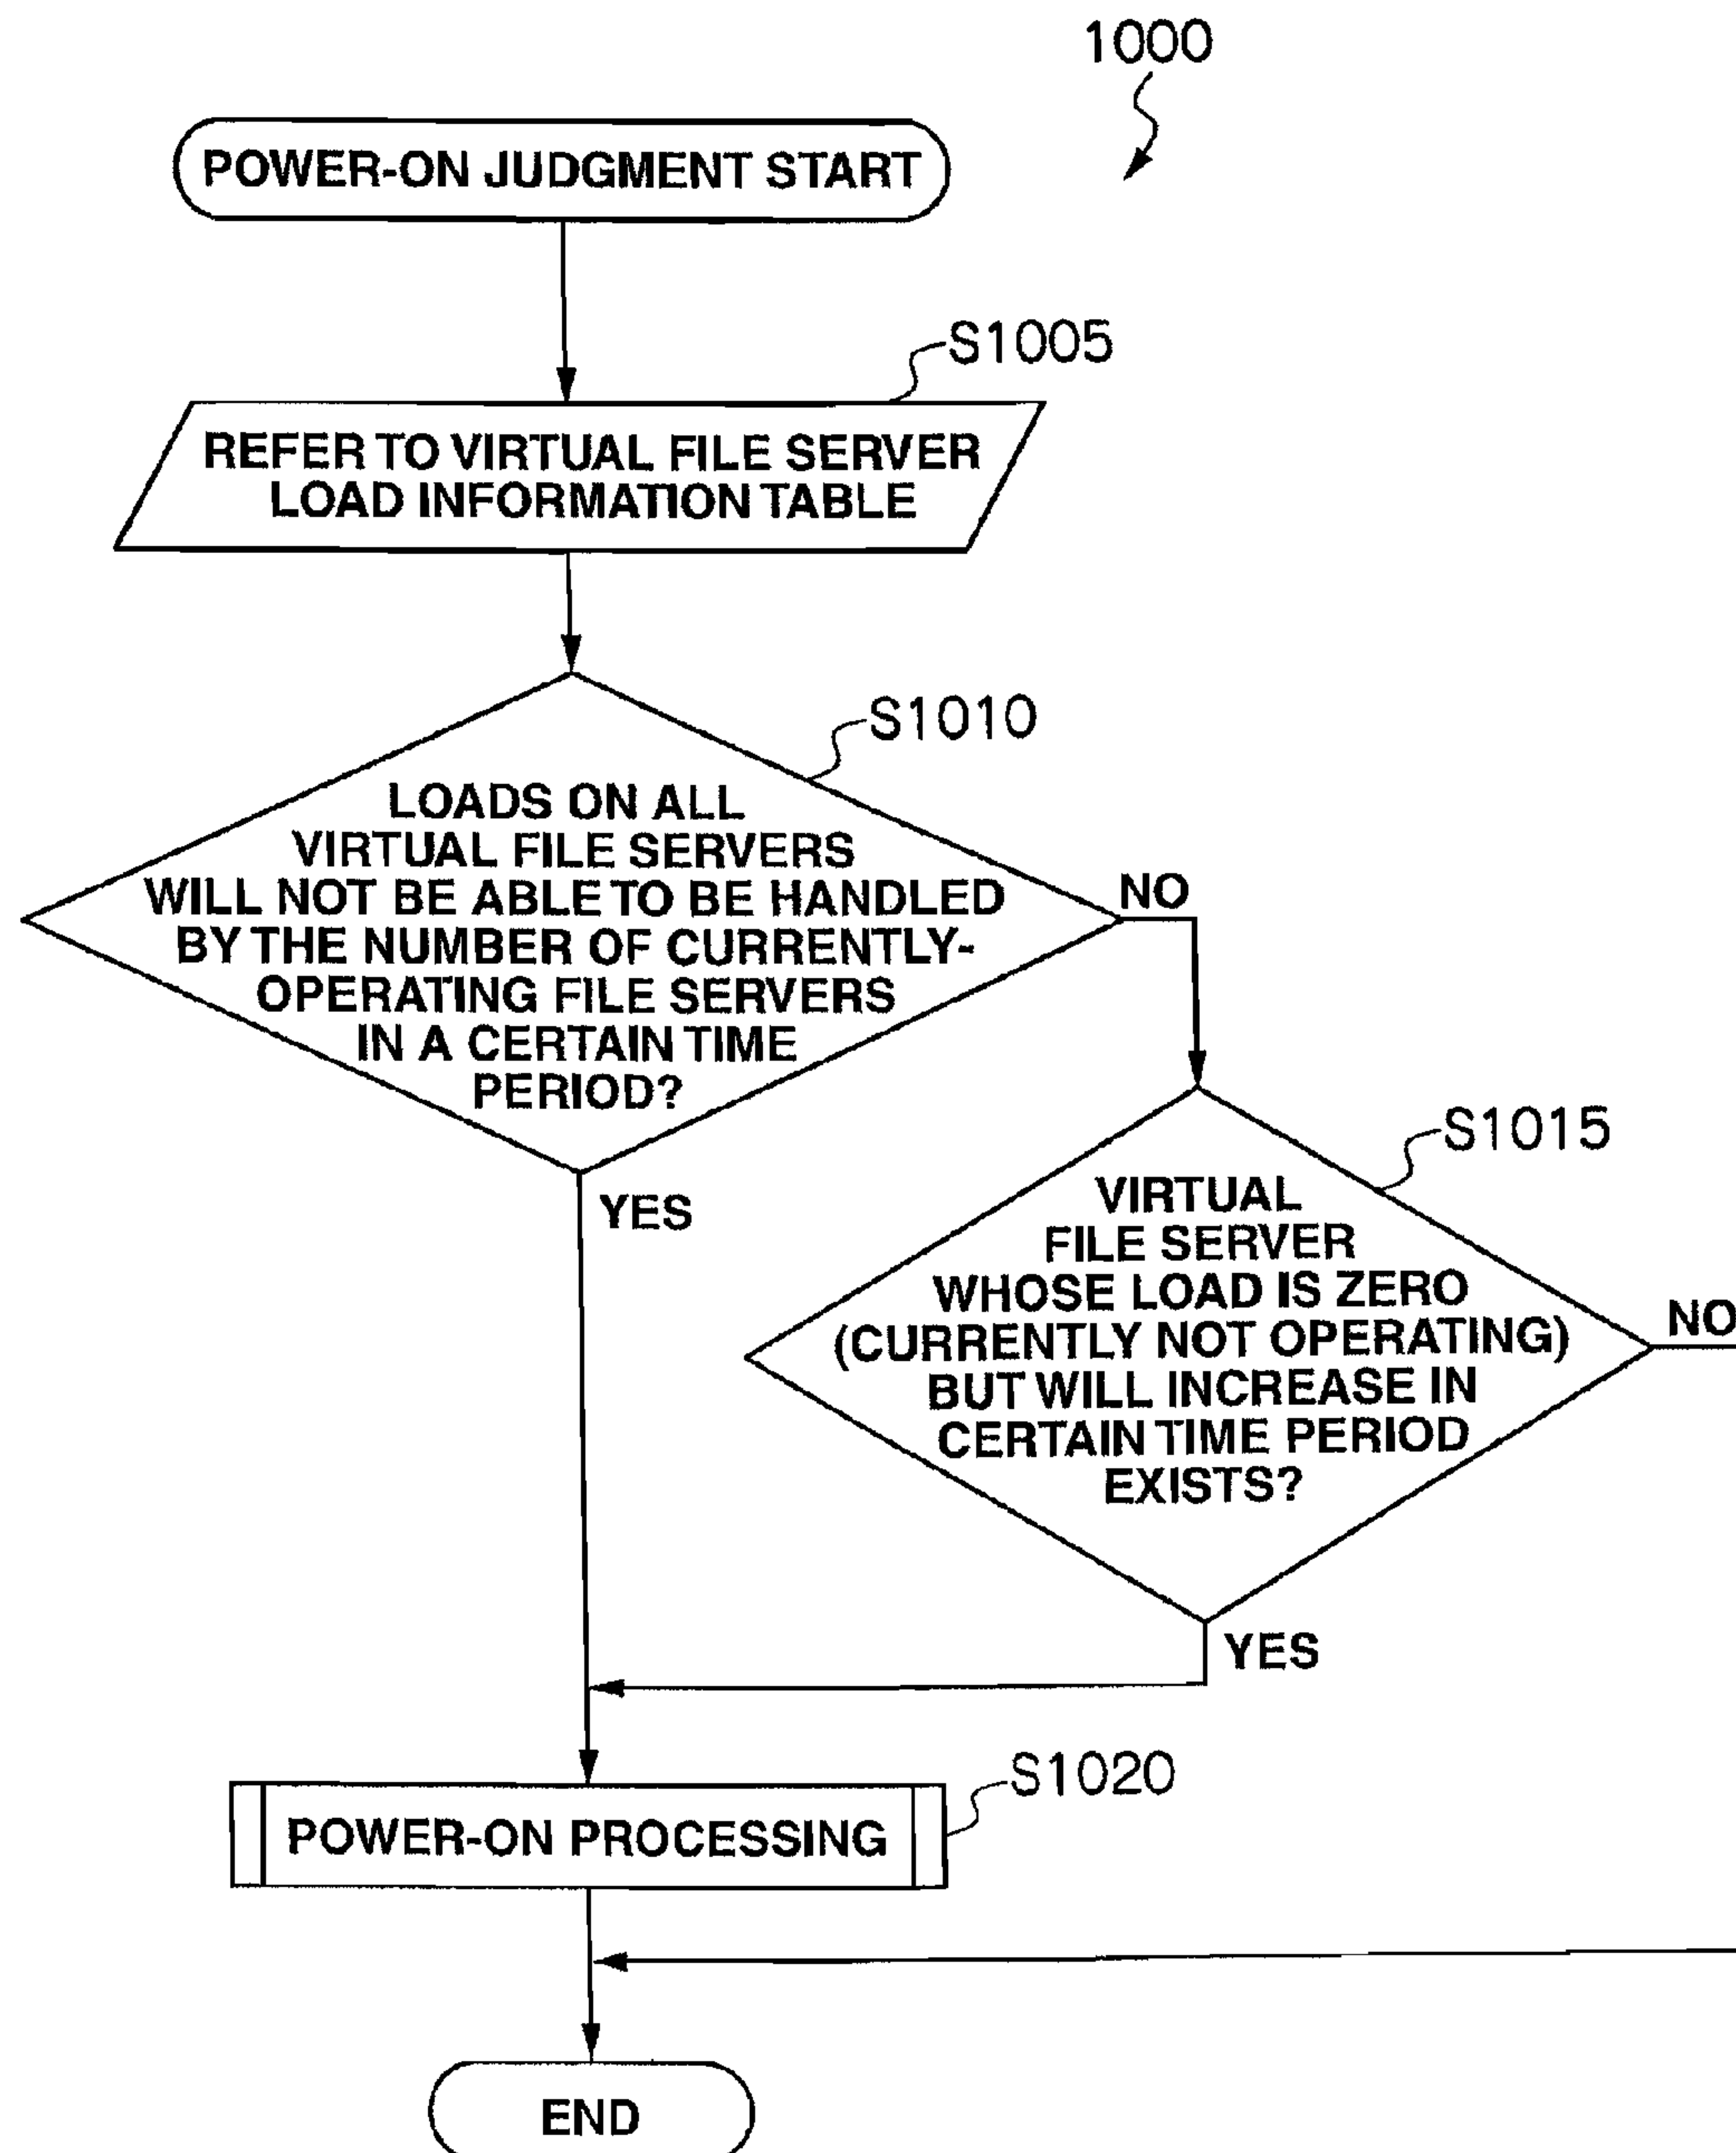 1000
POWER-ON JUDGMENT START
S1005
REFER TO VIRTUAL FILE SERVER
LOAD INFORMATION TABLE
S1010
LOADS ON ALL
VIRTUAL FILE SERVERS
WILL NOT BE ABLE TO BE HANDLED
BY THE NUMBER OF CURRENTLY-
OPERATING FILE SERVERS
IN A CERTAIN TIME
PERIOD?
NO
YES
S1015
VIRTUAL
FILE SERVER
WHOSE LOAD IS ZERO
(CURRENTLY NOT OPERATING)
BUT WILL INCREASE IN
CERTAIN TIME PERIOD
EXISTS?
NO
YES
S1020
POWER-ON PROCESSING
END